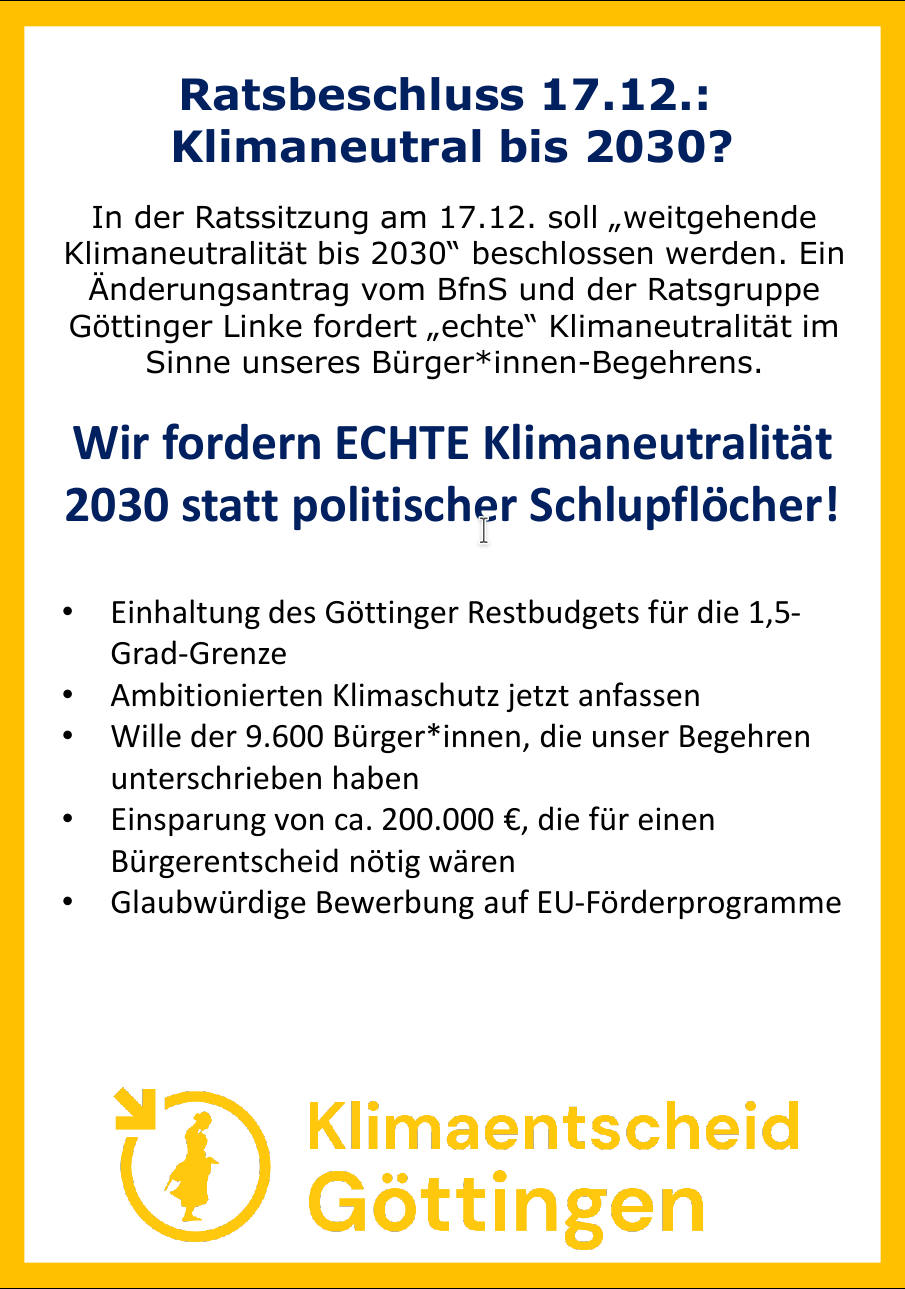 Ratsbeschluss 17.12.:
Klimaneutral bis 2030?
In der Ratssitzung am 17.12. soll „weitgehende
Klimaneutralität bis 2030“ beschlossen werden. Ein
Änderungsantrag vom BfnS und der Ratsgruppe
Göttinger Linke fordert „echte“ Klimaneutralität im
Sinne unseres Bürger*innen-Begehrens.
Wir fordern ECHTE Klimaneutralität
2030 statt politischer Schlupflöcher!
• Einhaltung des Göttinger Restbudgets für die 1,5-
Grad-Grenze
• Ambitionierten Klimaschutz jetzt anfassen
• Wille der 9.600 Bürger*innen, die unser Begehren
unterschrieben haben
• Einsparung von ca. 200.000 €, die für einen
Bürgerentscheid nötig wären
• Glaubwürdige Bewerbung auf EU-Förderprogramme
Klimaentscheid
Göttingen